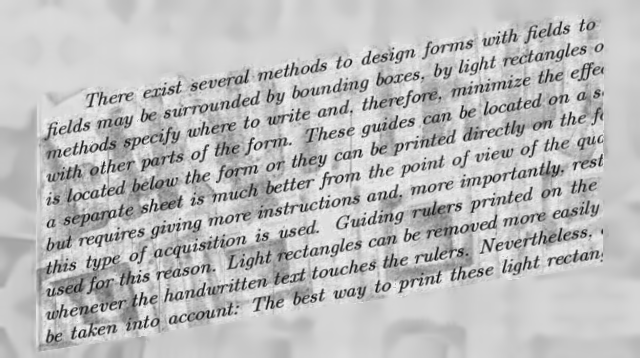 There exist several methods to design forms with fields to
fields may be surrounded by bounding boxes, by light rectangles o
methods specify where to write and, therefore, minimize the effe
with other parts of the form. These guides can be located on a s
is located below the form or they can be printed directly on the f
a separate sheet is much better from the point of view of the qua
but requires giving more instructions and, more importantly, rest
this type of acquisition is used. Guiding rulers printed on the
used for this reason. Light rectangles can be removed more easily
whenever the handwritten text touches the rulers. Nevertheless,
be taken into account: The best way to print these light rectang